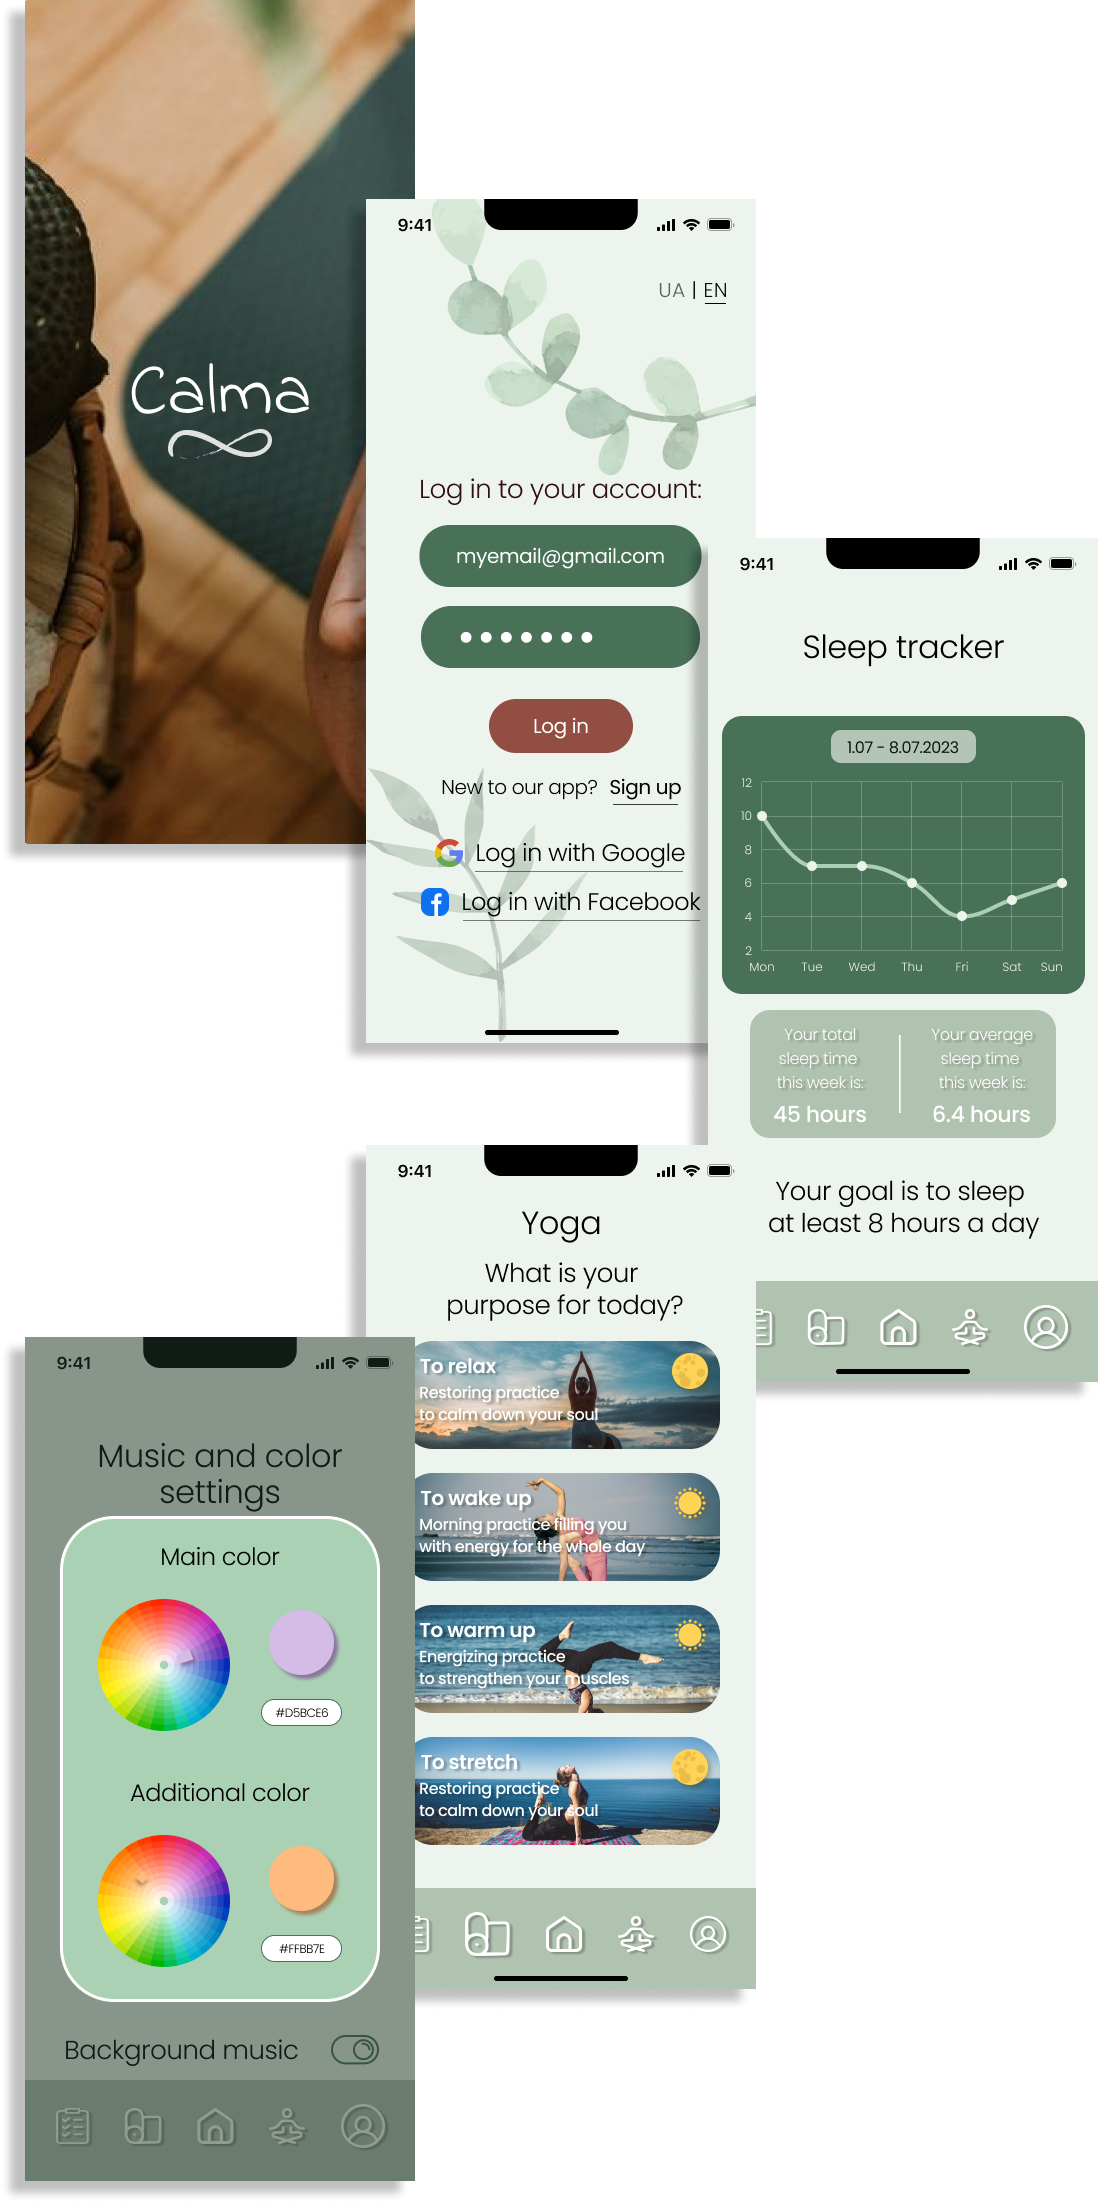 Calma
9:41
UA | EN
Log in to your account:
myemail@gmail.com
Log in
New to our app? Sign up
Log in with Google
Log in with Facebook
9:41
Sleep tracker
1.07 - 8.07.2023
12
10
8
6
4
2
Mon Tue Wed Thu Fri Sat Sun
Your total
sleep time
this week is:
45 hours
Your average
sleep time
this week is:
6.4 hours
Your goal is to sleep
at least 8 hours a day
9:41
Yoga
What is your
purpose for today?
To relax
Restoring practice
to calm down your soul
To wake up
Morning practice filling you
with energy for the whole day
To warm up
Energizing practice
to strengthen your muscles
To stretch
Restoring practice
to calm down your soul
9:41
Music and color
settings
Main color
#D5BCE6
Additional color
#FFBB7E
Background music